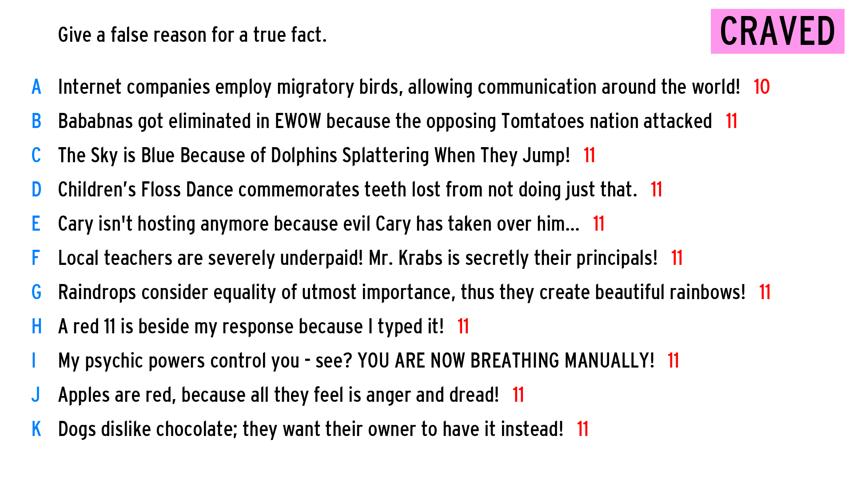 Give a false reason for a true fact.
CRAVED
A Internet companies employ migratory birds, allowing communication around the world! 10
B Bababnas got eliminated in EWOW because the opposing Tomtatoes nation attacked 11
C The Sky is Blue Because of Dolphins Splattering When They Jump! 11
D Children's Floss Dance commemorates teeth lost from not doing just that. 11
E Cary isn't hosting anymore because evil Cary has taken over him... 11
F Local teachers are severely underpaid! Mr. Krabs is secretly their principals! 11
G Raindrops consider equality of utmost importance, thus they create beautiful rainbows! 11
H A red 11 is beside my response because I typed it! 11
I My psychic powers control you - see? YOU ARE NOW BREATHING MANUALLY! 11
J Apples are red, because all they feel is anger and dread! 11
K Dogs dislike chocolate; they want their owner to have it instead! 11